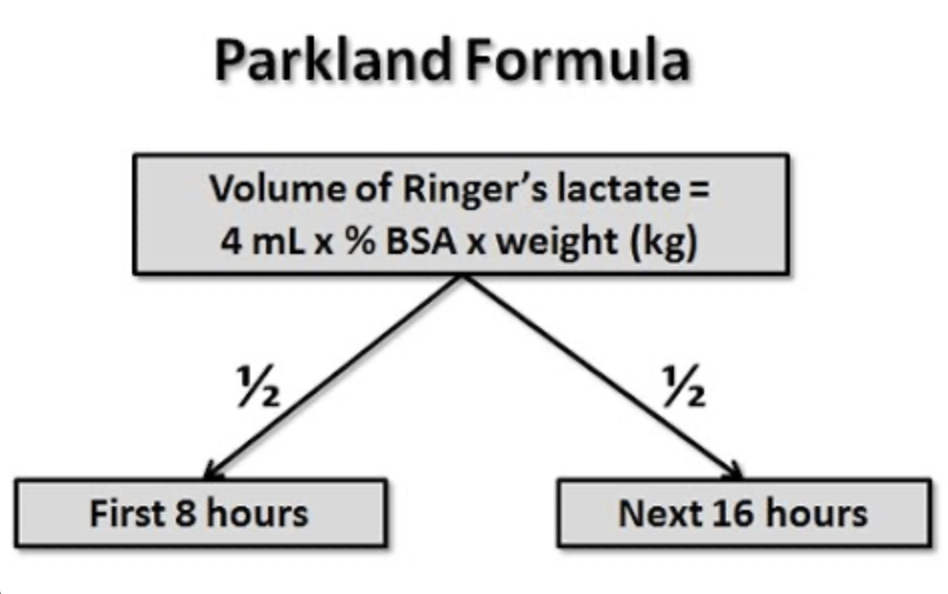 Parkland Formula
Volume of Ringer’s lactate =
4 mL x % BSA x weight (kg)
½
½
First 8 hours
Next 16 hours